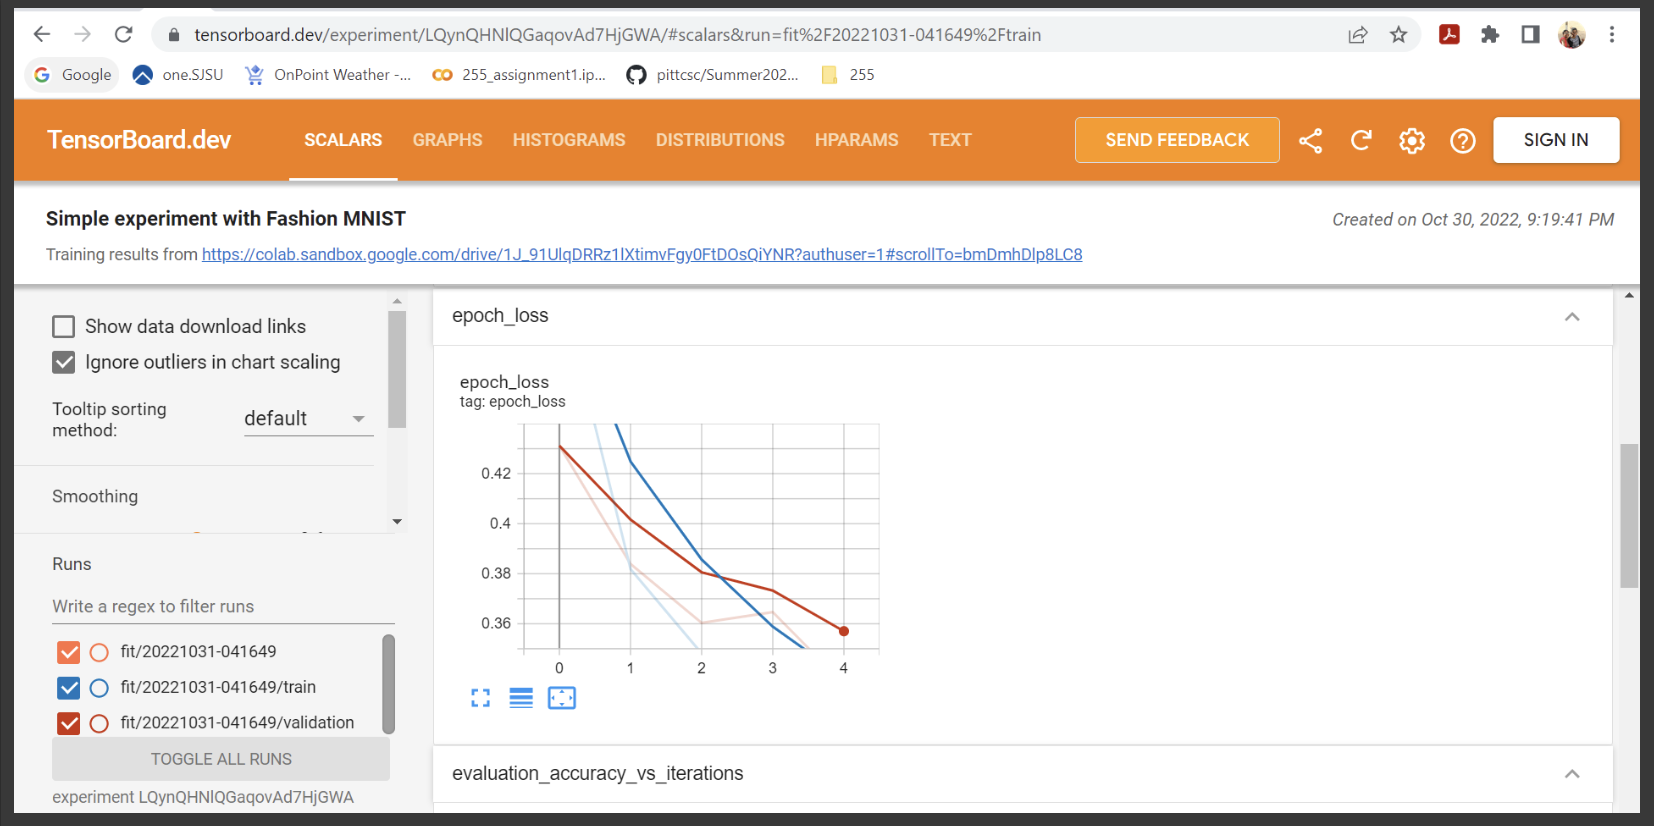 tensorboard.dev/experiment/LQynQHNlQGaqovAd7HjGWA/#scalars&run=fit%2F20221031-041649%2Ftrain
Google
one.SJSU
OnPoint Weather -...
255_assignment1.ip...
pittcsc/Summer202...
255
TensorBoard.dev
SCALARS
GRAPHS
HISTOGRAMS
DISTRIBUTIONS
HPARAMS
TEXT
SEND FEEDBACK
SIGN IN
Simple experiment with Fashion MNIST
Created on Oct 30, 2022, 9:19:41 PM
Training results from https://colab.sandbox.google.com/drive/1J_91UlqDRRz1lXtimvFgy0FtDOsQiYNR?authuser=1#scrollTo=bmDmhDlp8LC8
Show data download links
Ignore outliers in chart scaling
Tooltip sorting
method:
default
Smoothing
Runs
Write a regex to filter runs
fit/20221031-041649
fit/20221031-041649/train
fit/20221031-041649/validation
TOGGLE ALL RUNS
experiment LQynQHNlQGaqovAd7HjGWA
epoch_loss
epoch_loss
tag: epoch_loss
0.42
0.4
0.38
0.36
0 1 2 3 4
evaluation_accuracy_vs_iterations